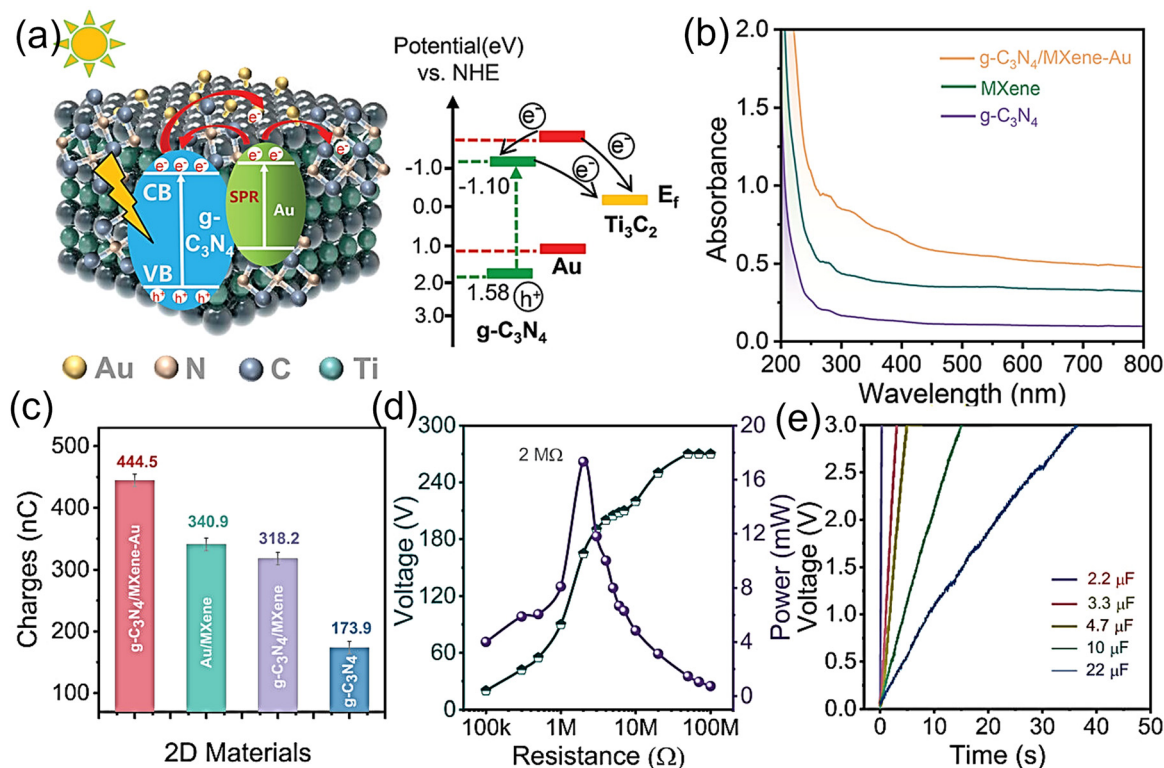 (a)
e⁻
e⁻ e⁻ e⁻
e⁻ e⁻
CB
g-
C₃N₄
VB
h⁺ h⁺ h⁺
SPR
Au
Au
N
C
Ti
Potential(eV)
vs. NHE
-1.0
-1.10
0.0
1.0
2.0
1.58
3.0
e⁻
e⁻
e⁻
h⁺
E_f
Ti₃C₂
Au
g-C₃N₄
(b)
2.0
1.5
1.0
0.5
0.0
Absorbance
g-C₃N₄/MXene-Au
MXene
g-C₃N₄
200 300 400 500 600 700 800
Wavelength (nm)
(c)
500
400
300
200
100
Charges (nC)
444.5
340.9
318.2
173.9
g-C₃N₄/MXene-Au
Au/MXene
g-C₃N₄/MXene
g-C₃N₄
2D Materials
(d)
300
240
180
120
60
0
Voltage (V)
2 MΩ
20
16
12
8
4
0
Power (mW)
100k 1M 10M 100M
Resistance (Ω)
(e)
3.0
2.5
2.0
1.5
1.0
0.5
0.0
Voltage (V)
2.2 μF
3.3 μF
4.7 μF
10 μF
22 μF
0 10 20 30 40 50
Time (s)